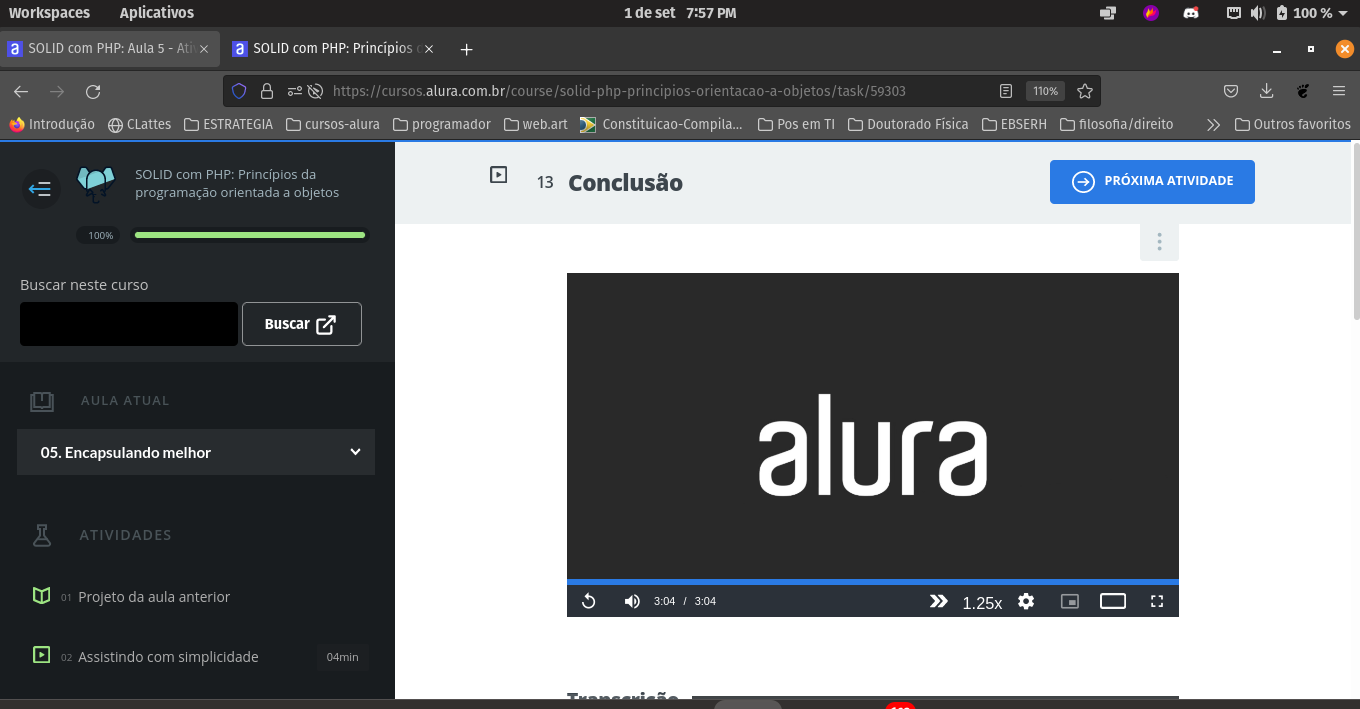 Workspaces Aplicativos 1 de set 7:57 PM 100 %
SOLID com PHP: Aula 5 - Ati SOLID com PHP: Princípios
https://cursos.alura.com.br/course/solid-php-principios-orientacao-a-objetos/task/59303 110%
Introdução CLattes ESTRATEGIA cursos-alura programador web.art Constituicao-Compila... Pos em TI Doutorado Física EBSERH filosofia/direito Outros favoritos
SOLID com PHP: Princípios da
programação orientada a objetos
100%
Buscar neste curso
Buscar
AULA ATUAL
05. Encapsulando melhor
ATIVIDADES
01 Projeto da aula anterior
02 Assistindo com simplicidade 04min
13 Conclusão
PRÓXIMA ATIVIDADE
alura
3:04 / 3:04 1.25x
Transcrição